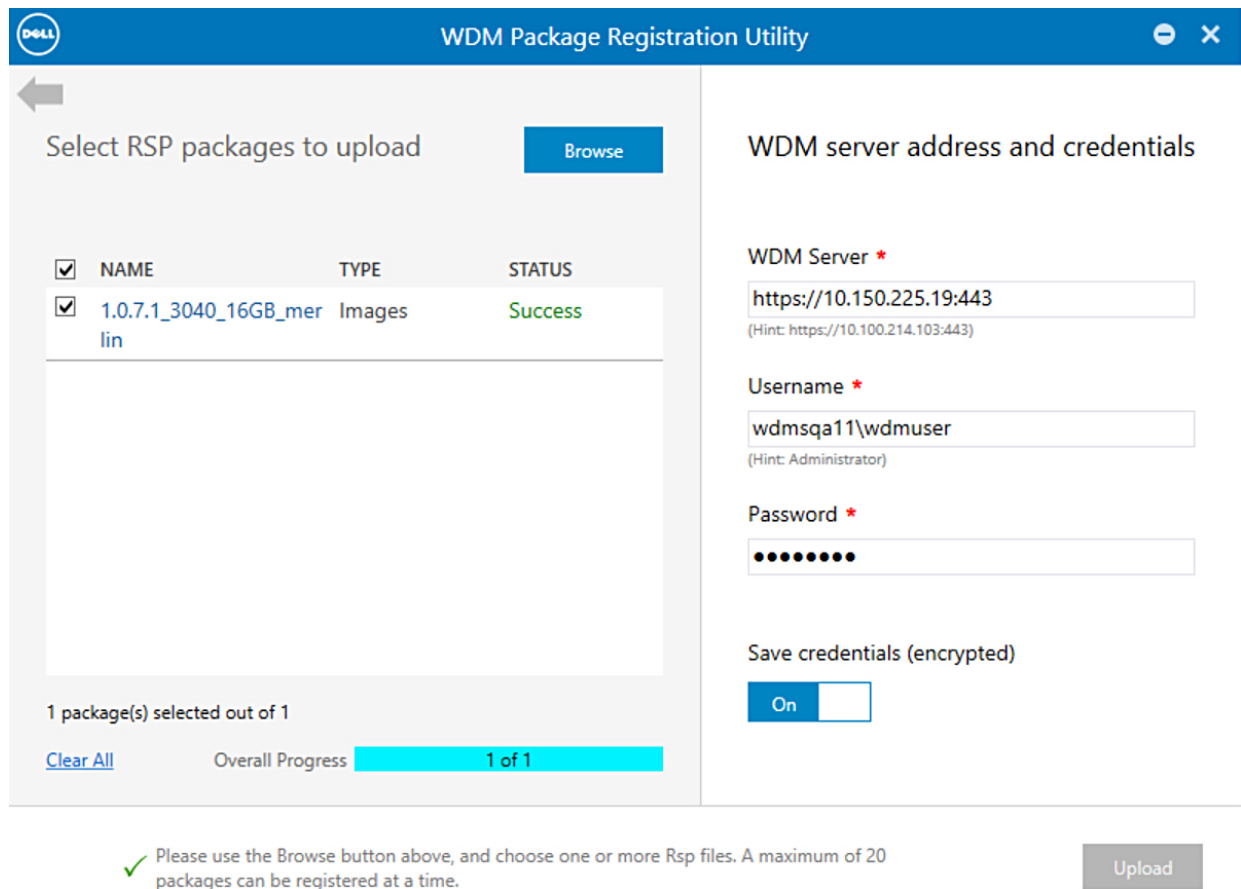 DELL
WDM Package Registration Utility
Select RSP packages to upload
Browse
NAME TYPE STATUS
1.0.7.1_3040_16GB_mer Images Success
lin
1 package(s) selected out of 1
Clear All
Overall Progress
1 of 1
WDM server address and credentials
WDM Server *
https://10.150.225.19:443
(Hint: https://10.100.214.103:443)
Username *
wdmsqa11\wdmuser
(Hint: Administrator)
Password *
●●●●●●●●
Save credentials (encrypted)
On
Please use the Browse button above, and choose one or more Rsp files. A maximum of 20
packages can be registered at a time.
Upload